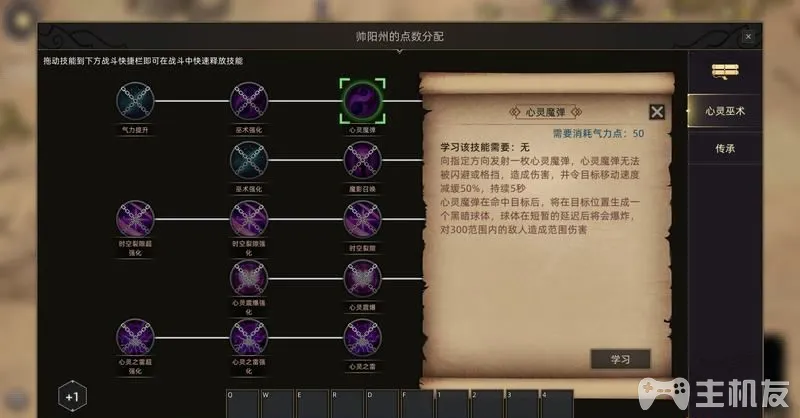 帅阳州的点数分配
拖动技能到下方战斗快捷栏即可在战斗中快速释放技能
气力提升
巫术强化
心灵魔弹
巫术强化
魔影召唤
时空裂隙超
强化
时空裂隙强
化
时空裂隙
心灵震爆强
化
心灵震爆
心灵之雷超
强化
心灵之雷强
化
心灵之雷
心灵魔弹
需要消耗气力点：50
学习该技能需要：无
向指定方向发射一枚心灵魔弹，心灵魔弹无法
被闪避或格挡，造成伤害，并令目标移动速度
减缓50%，持续5秒
心灵魔弹在命中目标后，将在目标位置生成一
个黑暗球体，球体在短暂的延迟后将会爆炸，
对300范围内的敌人造成范围伤害
学习
心灵巫术
传承
+1
Q W E R A S D F 1 2 3 4
主机友